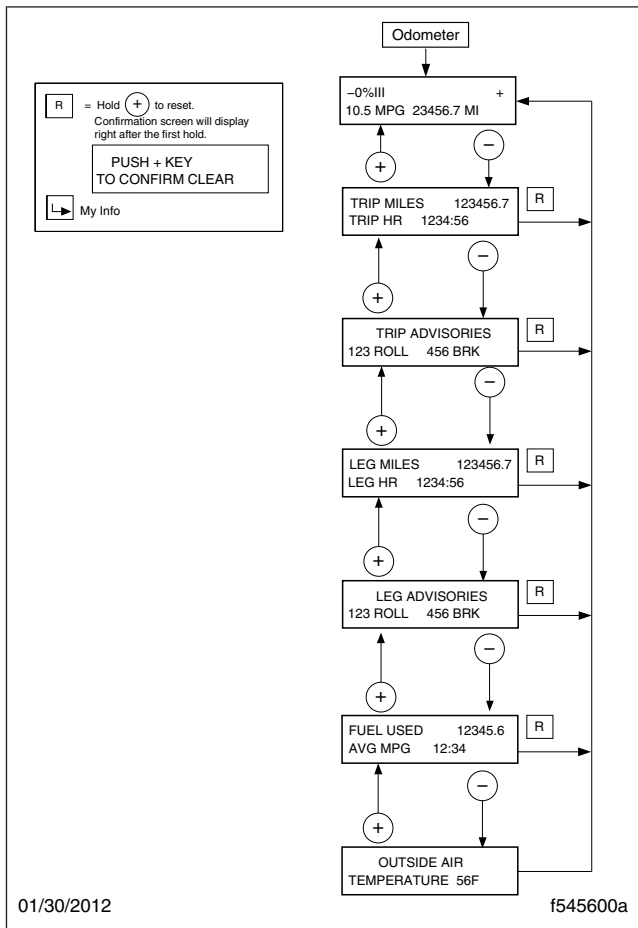 Odometer
–0%III +
10.5 MPG 23456.7 MI
R = Hold + to reset.
Confirmation screen will display
right after the first hold.
PUSH + KEY
TO CONFIRM CLEAR
My Info
+
–
TRIP MILES 123456.7
TRIP HR 1234:56
R
+
–
TRIP ADVISORIES
123 ROLL 456 BRK
R
+
–
LEG MILES 123456.7
LEG HR 1234:56
R
+
–
LEG ADVISORIES
123 ROLL 456 BRK
R
+
–
FUEL USED 12345.6
AVG MPG 12:34
R
+
–
OUTSIDE AIR
TEMPERATURE 56F
01/30/2012
f545600a